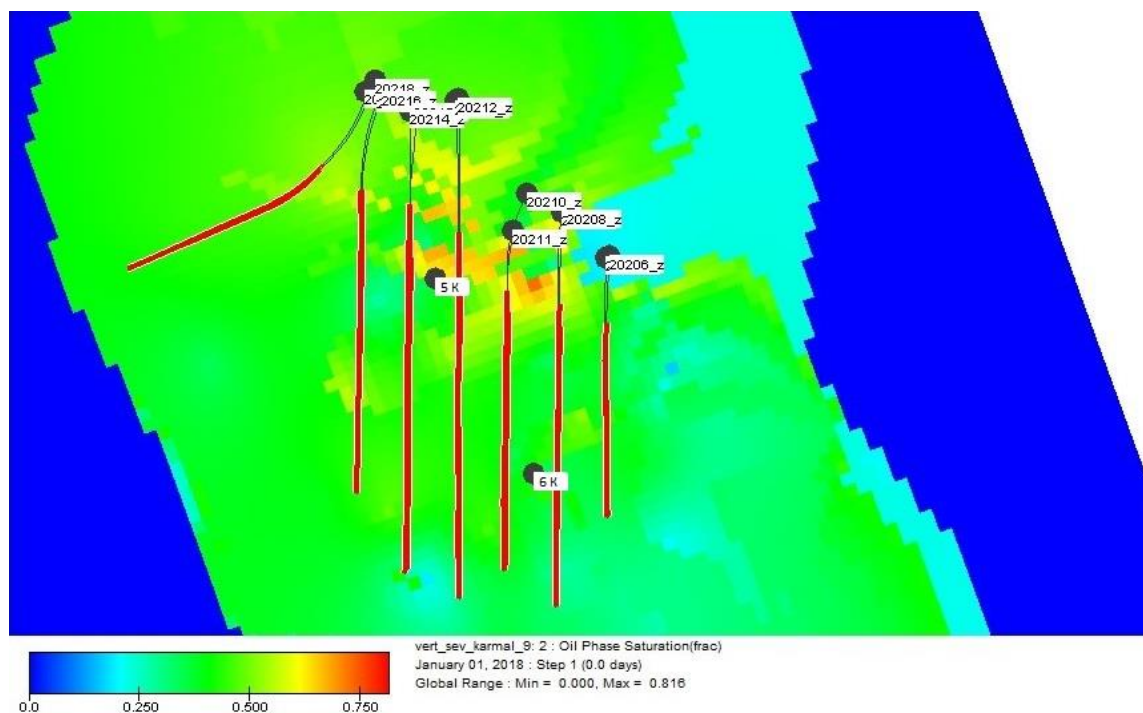 20218_z
20216_z
20212_z
20214_z
20210_z
20208_z
20211_z
20206_z
5 K
6 K
vert_sev_karmal_9: 2 : Oil Phase Saturation(frac)
January 01, 2018 : Step 1 (0.0 days)
Global Range : Min = 0.000, Max = 0.816
0.0 0.250 0.500 0.750